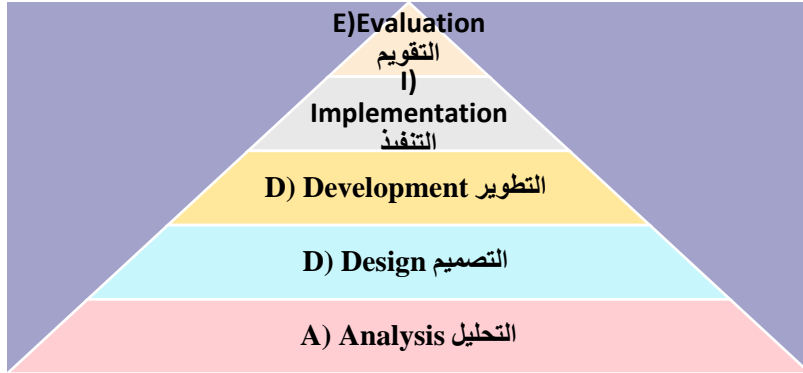 E)Evaluation
التقويم
I)
Implementation
التنفيذ
D) Development التطوير
D) Design التصميم
A) Analysis التحليل